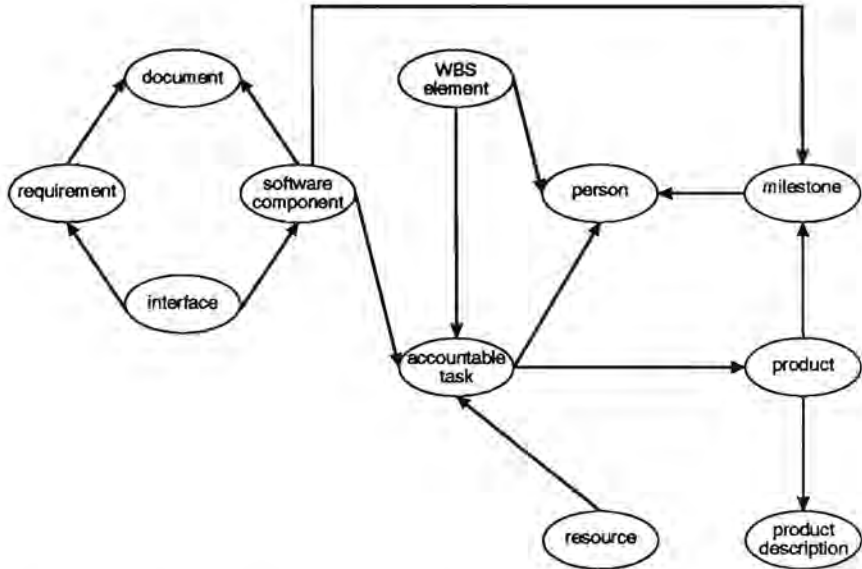 document
WBS
element
requirement
software
component
person
milestone
interface
accountable
task
product
resource
product
description